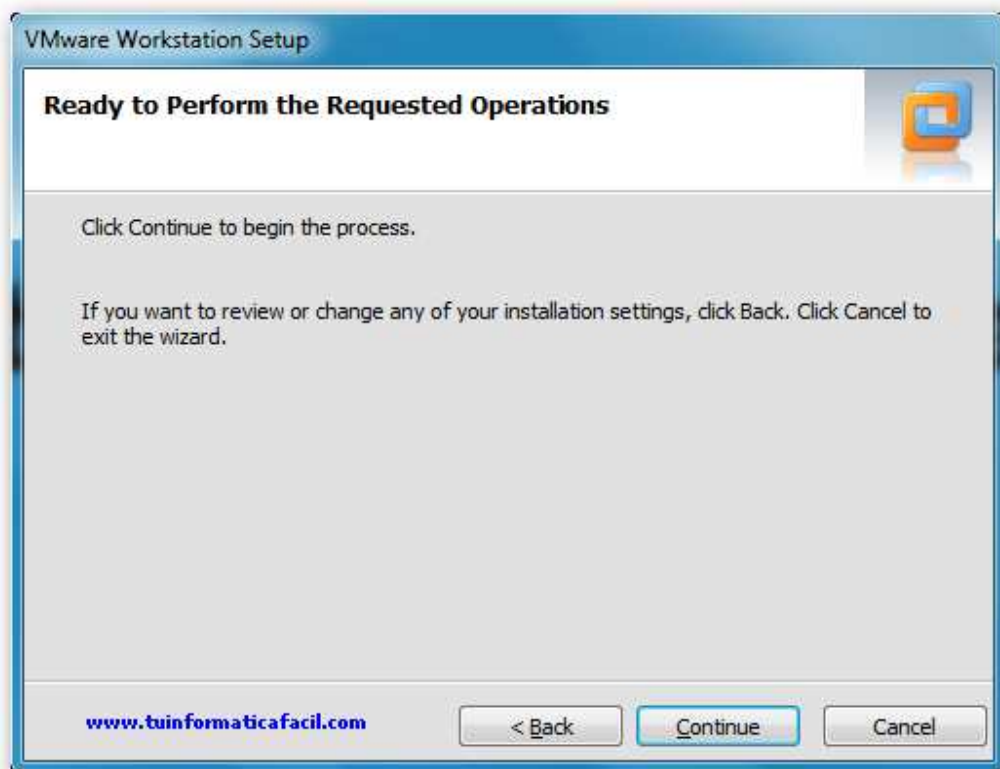 VMware Workstation Setup
Ready to Perform the Requested Operations
Click Continue to begin the process.
If you want to review or change any of your installation settings, click Back. Click Cancel to
exit the wizard.
www.tuinformaticafacil.com
< Back
Continue
Cancel